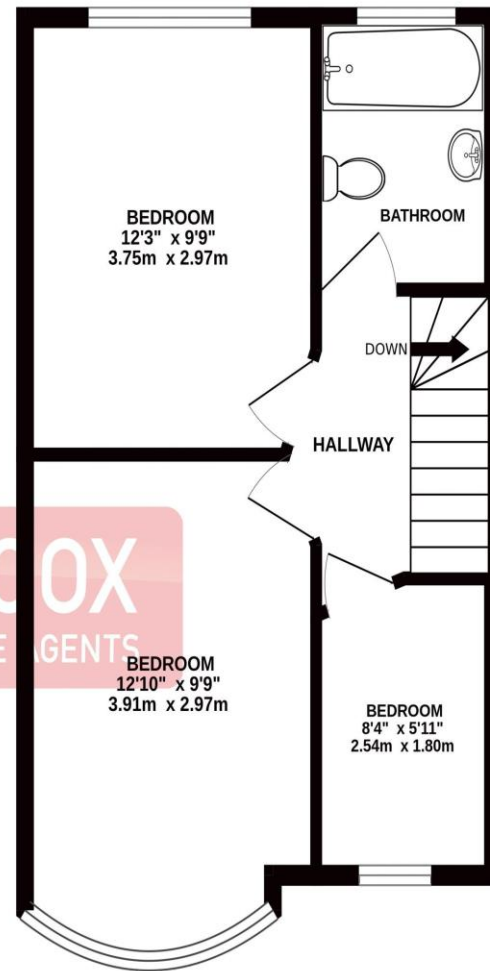 BEDROOM
12'3" x 9'9"
3.75m x 2.97m
BATHROOM
DOWN
HALLWAY
OX
AGENTS
BEDROOM
12'10" x 9'9"
3.91m x 2.97m
BEDROOM
8'4" x 5'11"
2.54m x 1.80m